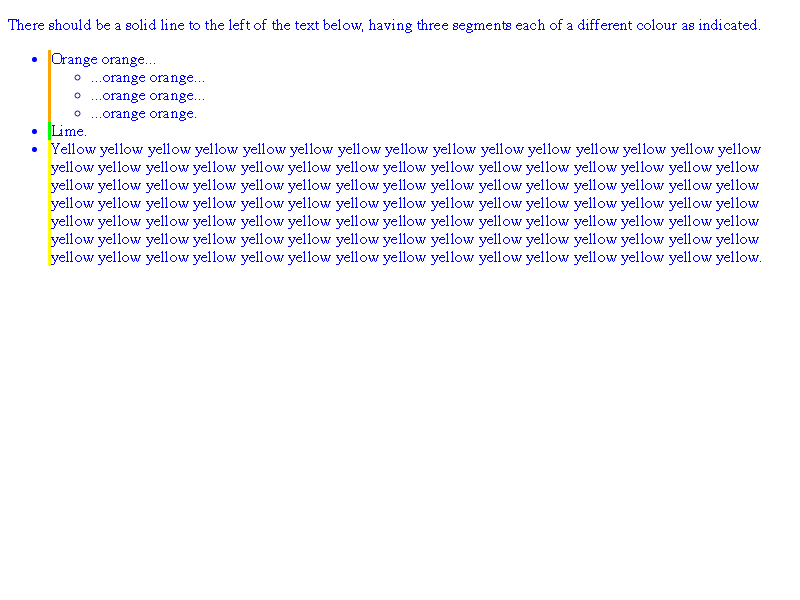 There should be a solid line to the left of the text below, having three segments each of a different colour as indicated.
Orange orange...
...orange orange...
...orange orange...
...orange orange.
Lime.
Yellow yellow yellow yellow yellow yellow yellow yellow yellow yellow yellow yellow yellow yellow yellow
yellow yellow yellow yellow yellow yellow yellow yellow yellow yellow yellow yellow yellow yellow yellow
yellow yellow yellow yellow yellow yellow yellow yellow yellow yellow yellow yellow yellow yellow yellow
yellow yellow yellow yellow yellow yellow yellow yellow yellow yellow yellow yellow yellow yellow yellow
yellow yellow yellow yellow yellow yellow yellow yellow yellow yellow yellow yellow yellow yellow yellow
yellow yellow yellow yellow yellow yellow yellow yellow yellow yellow yellow yellow yellow yellow yellow
yellow yellow yellow yellow yellow yellow yellow yellow yellow yellow yellow yellow yellow yellow yellow.